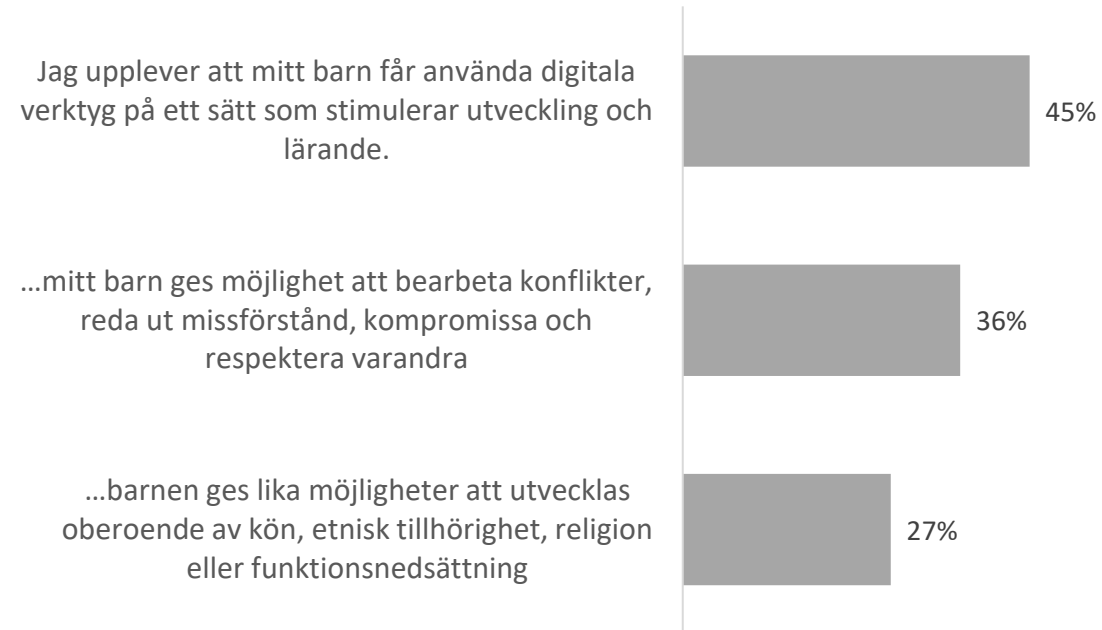 Jag upplever att mitt barn får använda digitala
verktyg på ett sätt som stimulerar utveckling och
lärande.
45%
...mitt barn ges möjlighet att bearbeta konflikter,
reda ut missförstånd, kompromissa och
respektera varandra
36%
...barnen ges lika möjligheter att utvecklas
oberoende av kön, etnisk tillhörighet, religion
eller funktionsnedsättning
27%